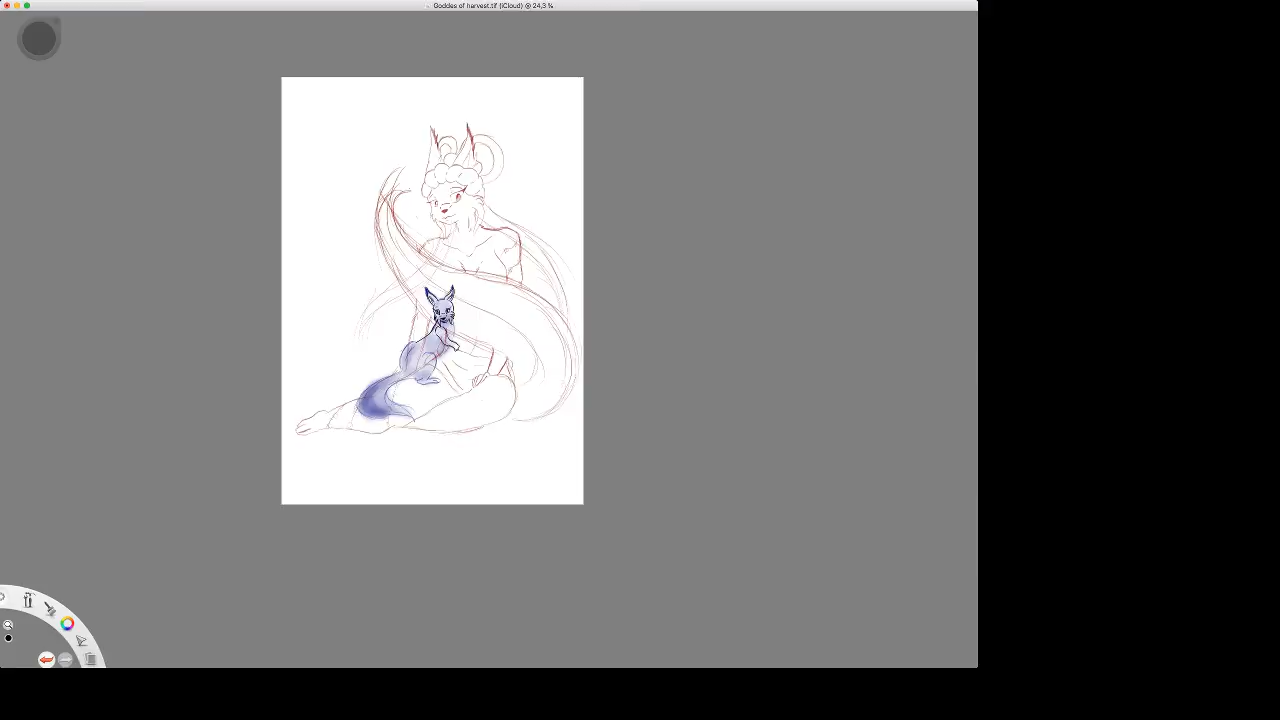 Goddes of harvest.tif (iCloud) @ 24,3 %